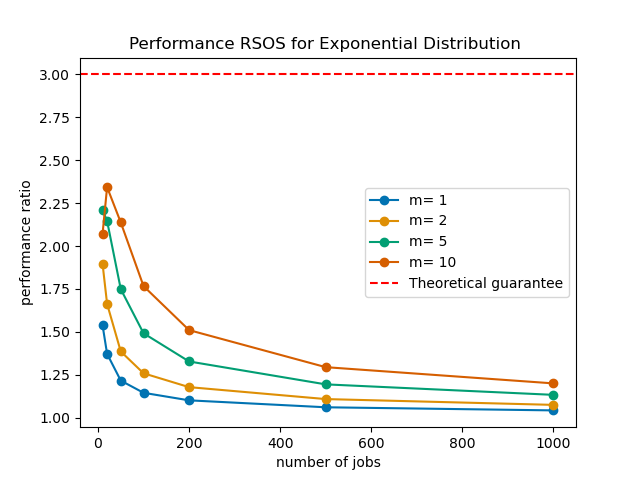 Performance RSOS for Exponential Distribution
performance ratio
3.00
2.75
2.50
2.25
2.00
1.75
1.50
1.25
1.00
m= 1
m= 2
m= 5
m= 10
Theoretical guarantee
0 200 400 600 800 1000
number of jobs